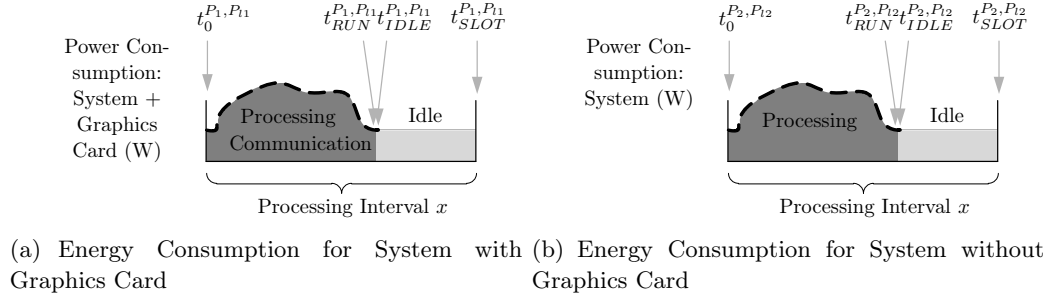 t_0^{P_1,P_{l1}} t_{RUN}^{P_1,P_{l1}} t_{IDLE}^{P_1,P_{l1}} t_{SLOT}^{P_1,P_{l1}}
Power Con-
sumption:
System +
Graphics
Card (W)
Processing
Communication
Idle
Processing Interval x
(a) Energy Consumption for System with
Graphics Card
t_0^{P_2,P_{l2}} t_{RUN}^{P_2,P_{l2}} t_{IDLE}^{P_2,P_{l2}} t_{SLOT}^{P_2,P_{l2}}
Power Con-
sumption:
System (W)
Processing
Idle
Processing Interval x
(b) Energy Consumption for System without
Graphics Card